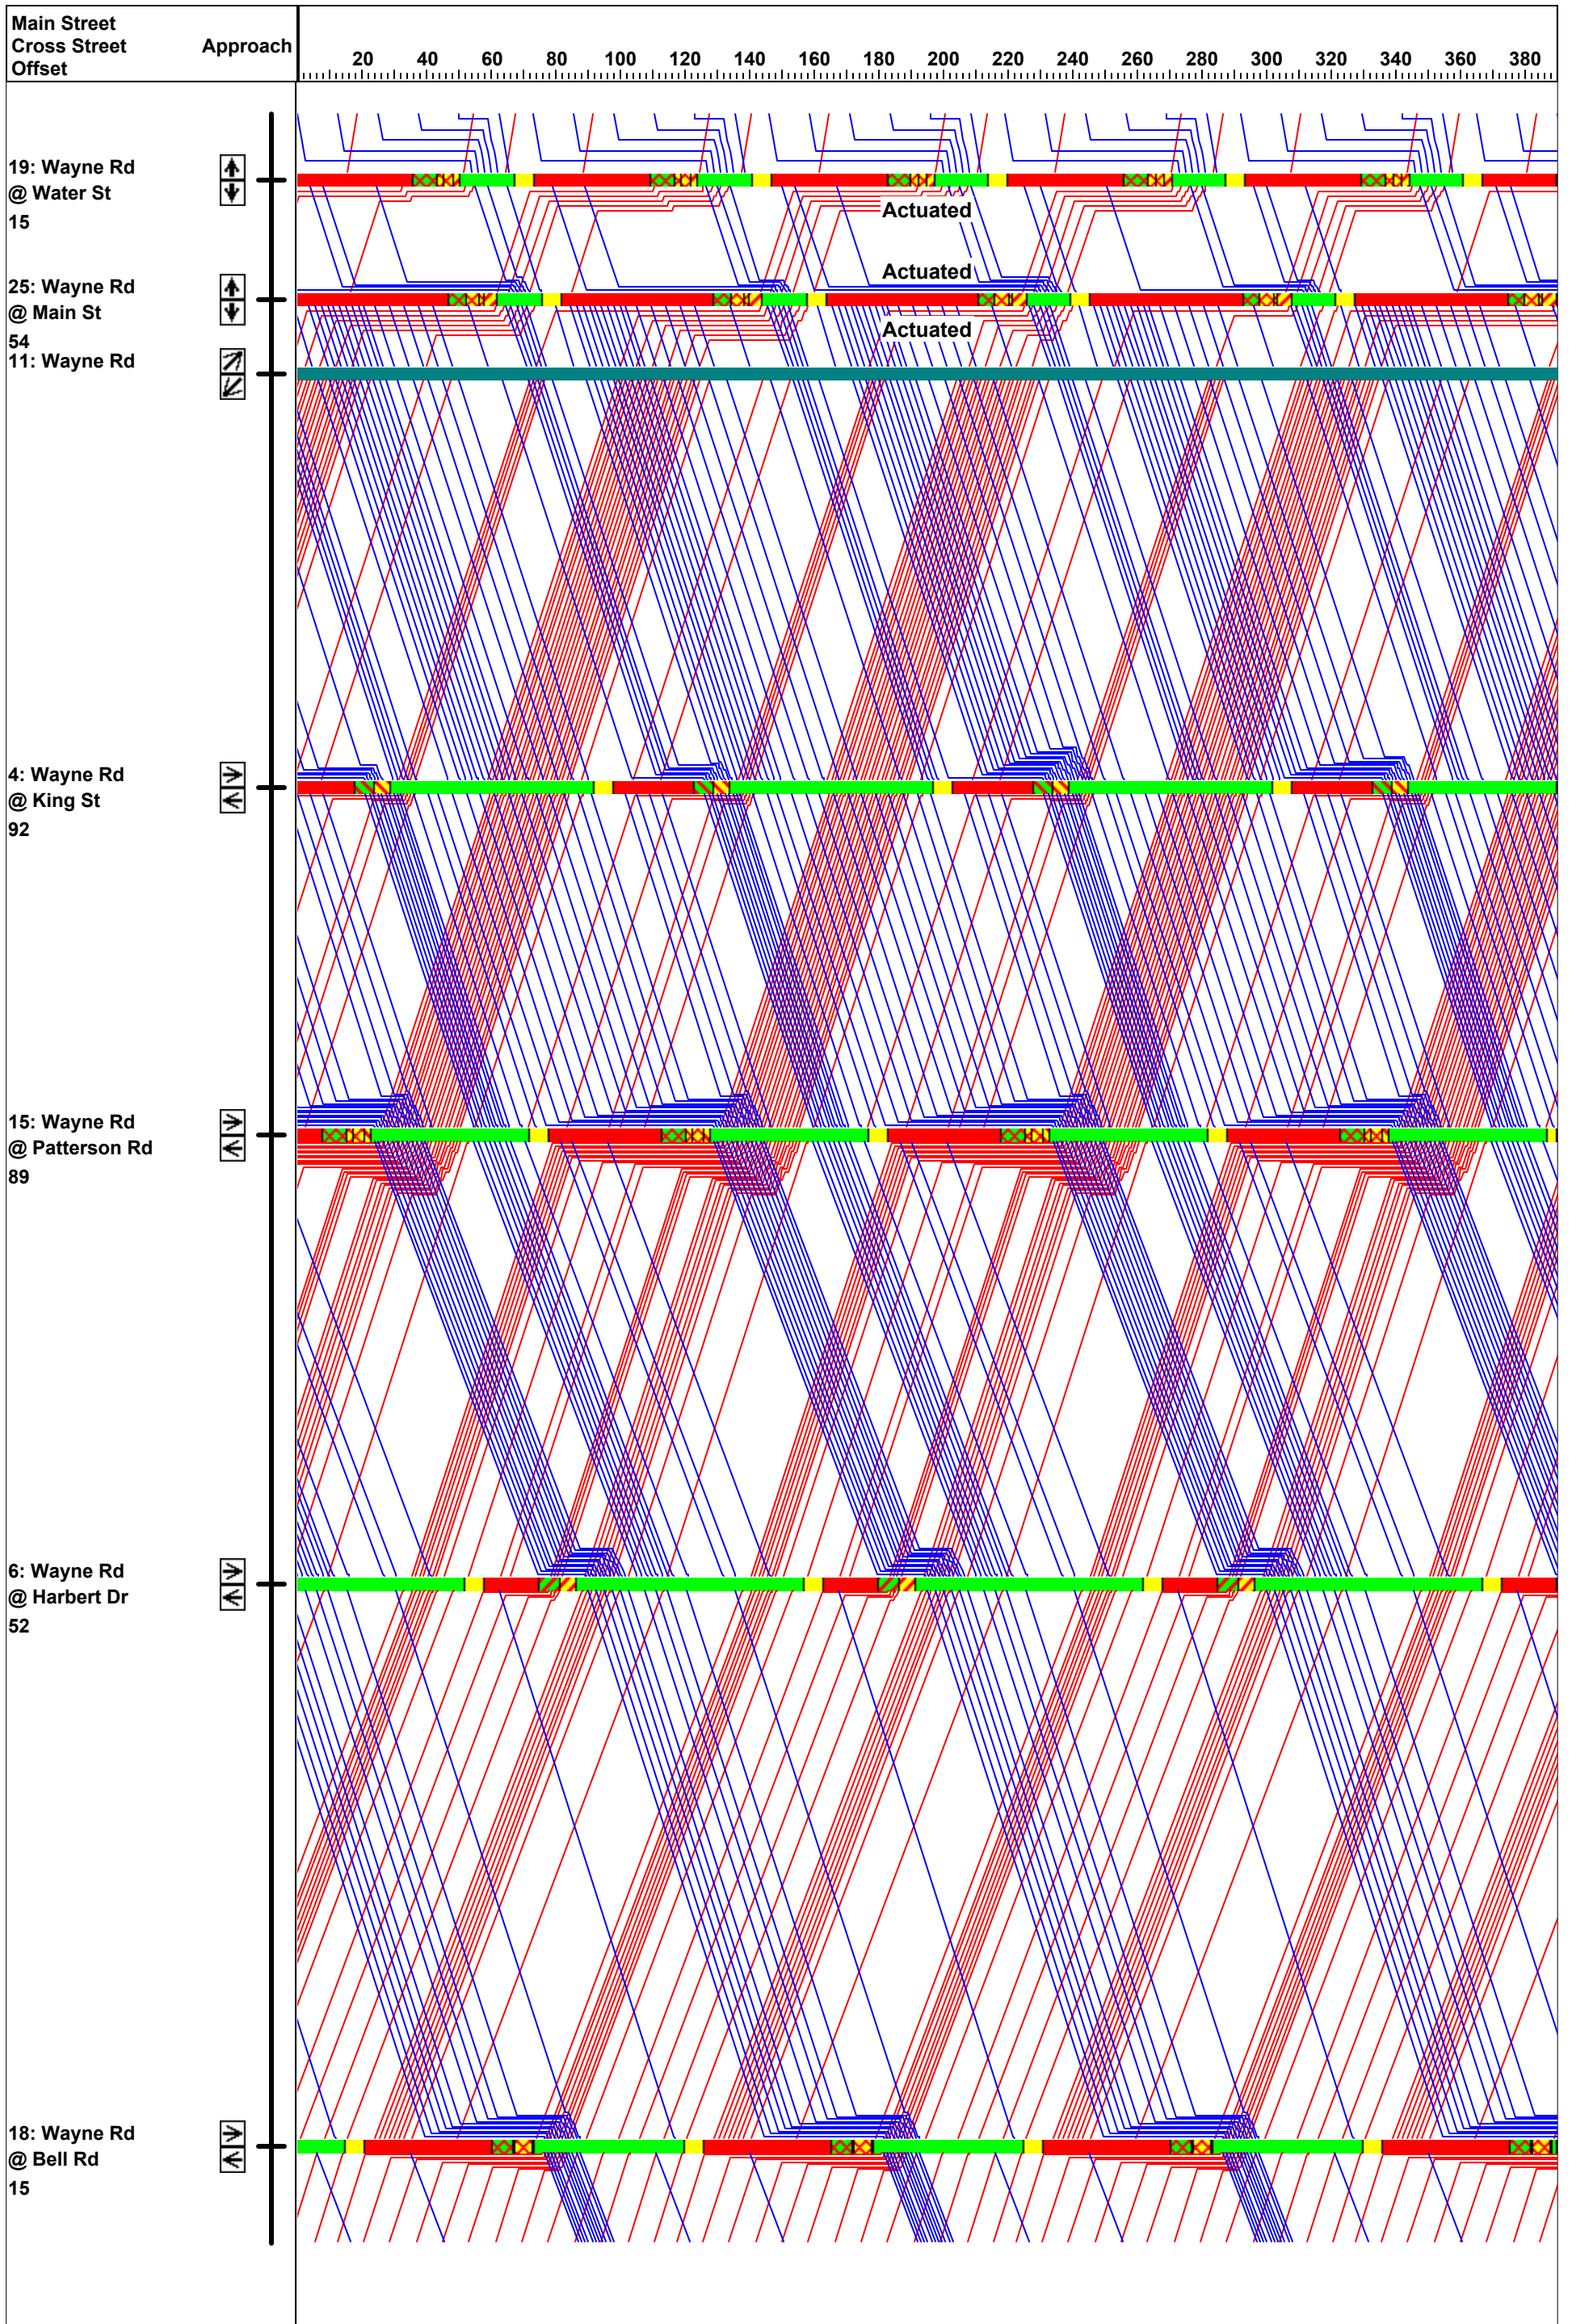 Main Street
Cross Street Approach
Offset
20 40 60 80 100 120 140 160 180 200 220 240 260 280 300 320 340 360 380
19: Wayne Rd
@ Water St
15
Actuated
25: Wayne Rd
Actuated
@ Main St
Actuated
54
11: Wayne Rd
4: Wayne Rd
@ King St
92
15: Wayne Rd
@ Patterson Rd
89
6: Wayne Rd
@ Harbert Dr
52
18: Wayne Rd
@ Bell Rd
15